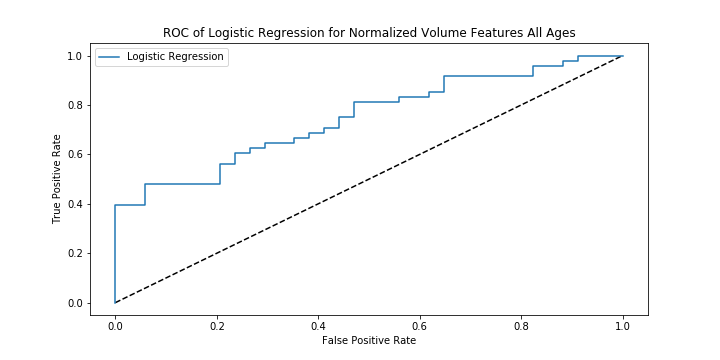 ROC of Logistic Regression for Normalized Volume Features All Ages
Logistic Regression
True Positive Rate
1.0
0.8
0.6
0.4
0.2
0.0
0.0 0.2 0.4 0.6 0.8 1.0
False Positive Rate